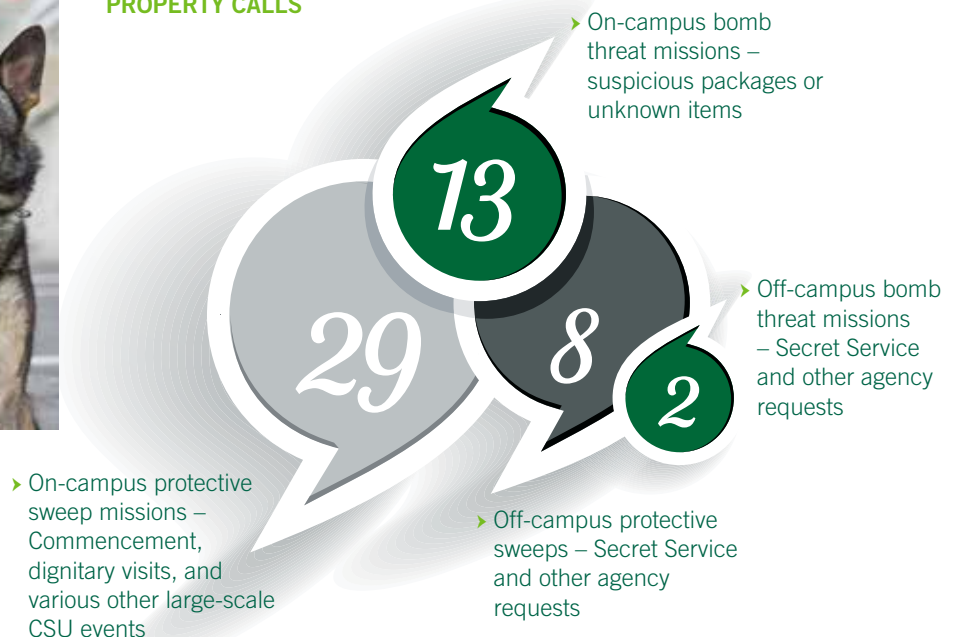 PROPERTY CALLS
On-campus bomb
threat missions –
suspicious packages or
unknown items
13
29
8
2
Off-campus bomb
threat missions
– Secret Service
and other agency
requests
On-campus protective
sweep missions –
Commencement,
dignitary visits, and
various other large-scale
CSU events
Off-campus protective
sweeps – Secret Service
and other agency
requests